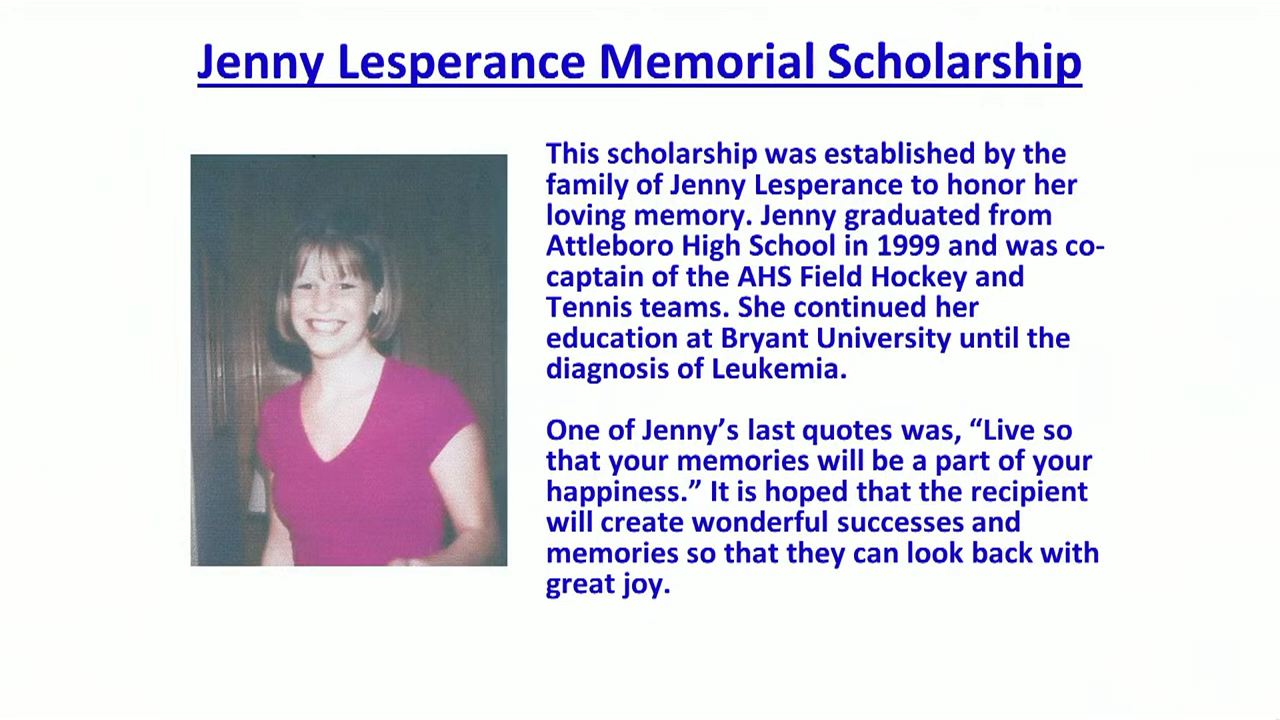 Jenny Lesperance Memorial Scholarship
This scholarship was established by the
family of Jenny Lesperance to honor her
loving memory. Jenny graduated from
Attleboro High School in 1999 and was co-
captain of the AHS Field Hockey and
Tennis teams. She continued her
education at Bryant University until the
diagnosis of Leukemia.
One of Jenny’s last quotes was, “Live so
that your memories will be a part of your
happiness.” It is hoped that the recipient
will create wonderful successes and
memories so that they can look back with
great joy.